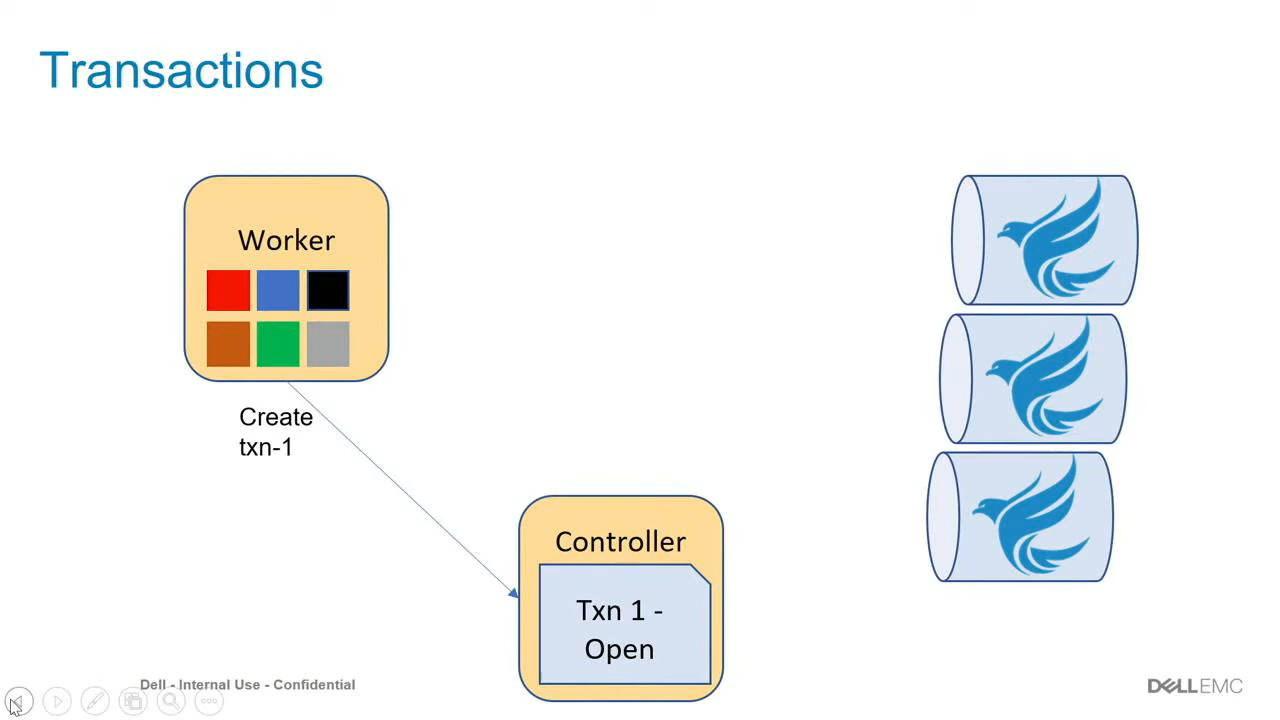 Transactions
Worker
Create
txn-1
Controller
Txn 1 -
Open
Dell - Internal Use - Confidential
DELLEMC